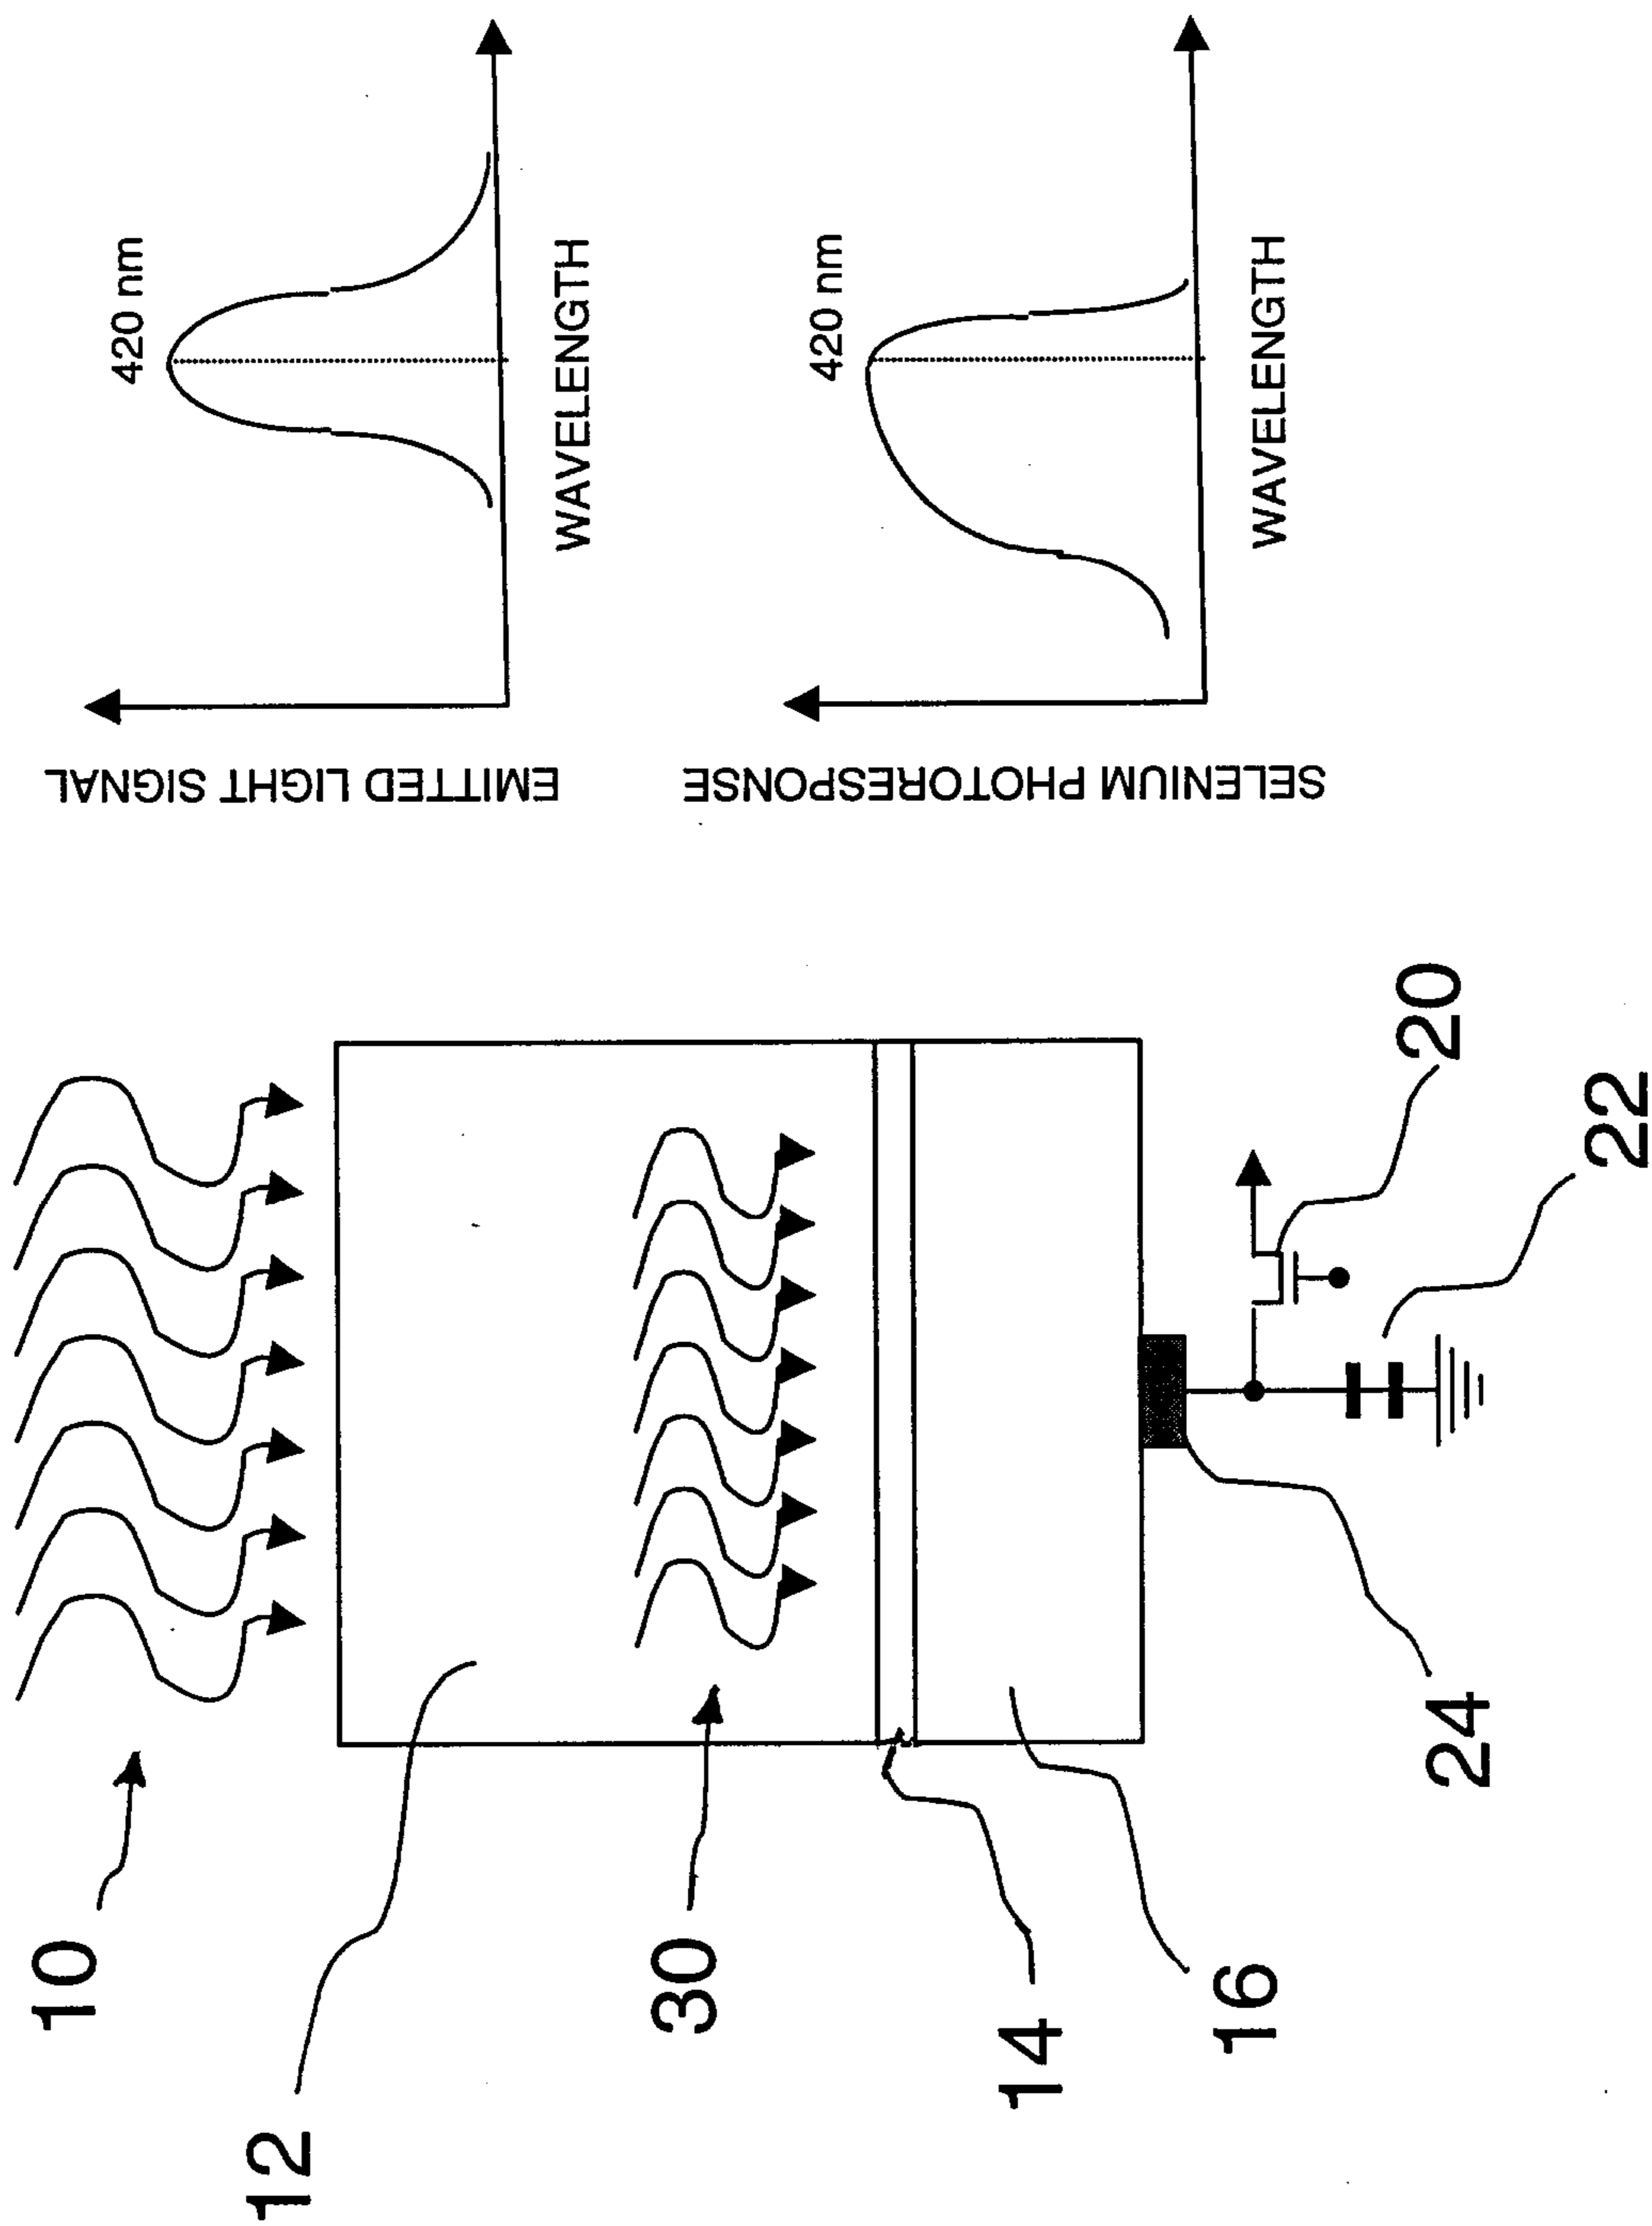 10
12
30
14
16
24
22
20
EMITTED LIGHT SIGNAL
420 nm
WAVELENGTH
SELENIUM PHOTORESPONSE
420 nm
WAVELENGTH